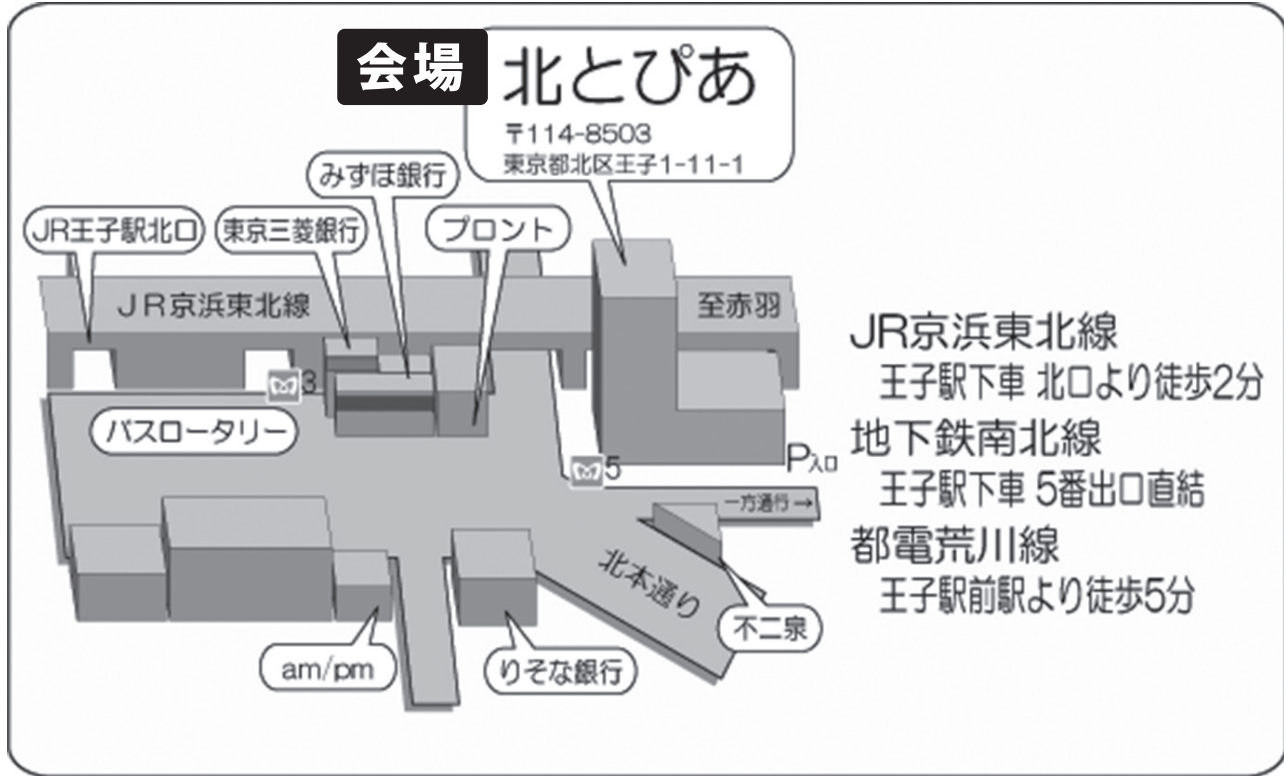 会場
北とぴあ
〒114-8503
東京都北区王子1-11-1
みずほ銀行
JR王子駅北口
東京三菱銀行
プロント
JR京浜東北線
至赤羽
3
バスロータリー
5
P入口
一方通行→
北本通り
不二泉
am/pm
りそな銀行
JR京浜東北線
王子駅下車 北口より徒歩2分
地下鉄南北線
王子駅下車 5番出口直結
都電荒川線
王子駅前駅より徒歩5分